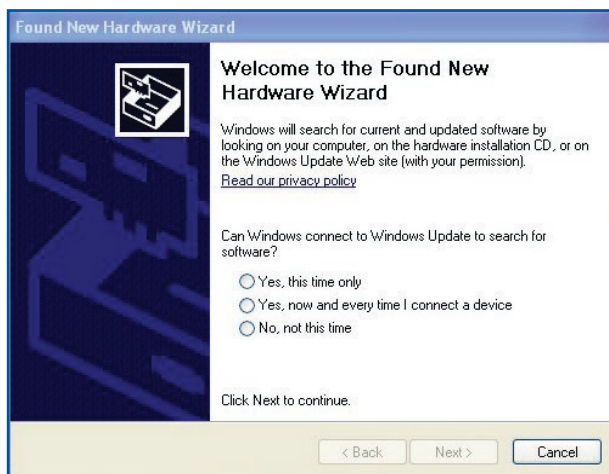 Found New Hardware Wizard
Welcome to the Found New
Hardware Wizard
Windows will search for current and updated software by
looking on your computer, on the hardware installation CD, or on
the Windows Update Web site (with your permission).
Read our privacy policy
Can Windows connect to Windows Update to search for
software?
Yes, this time only
Yes, now and every time I connect a device
No, not this time
Click Next to continue.
< Back Next > Cancel